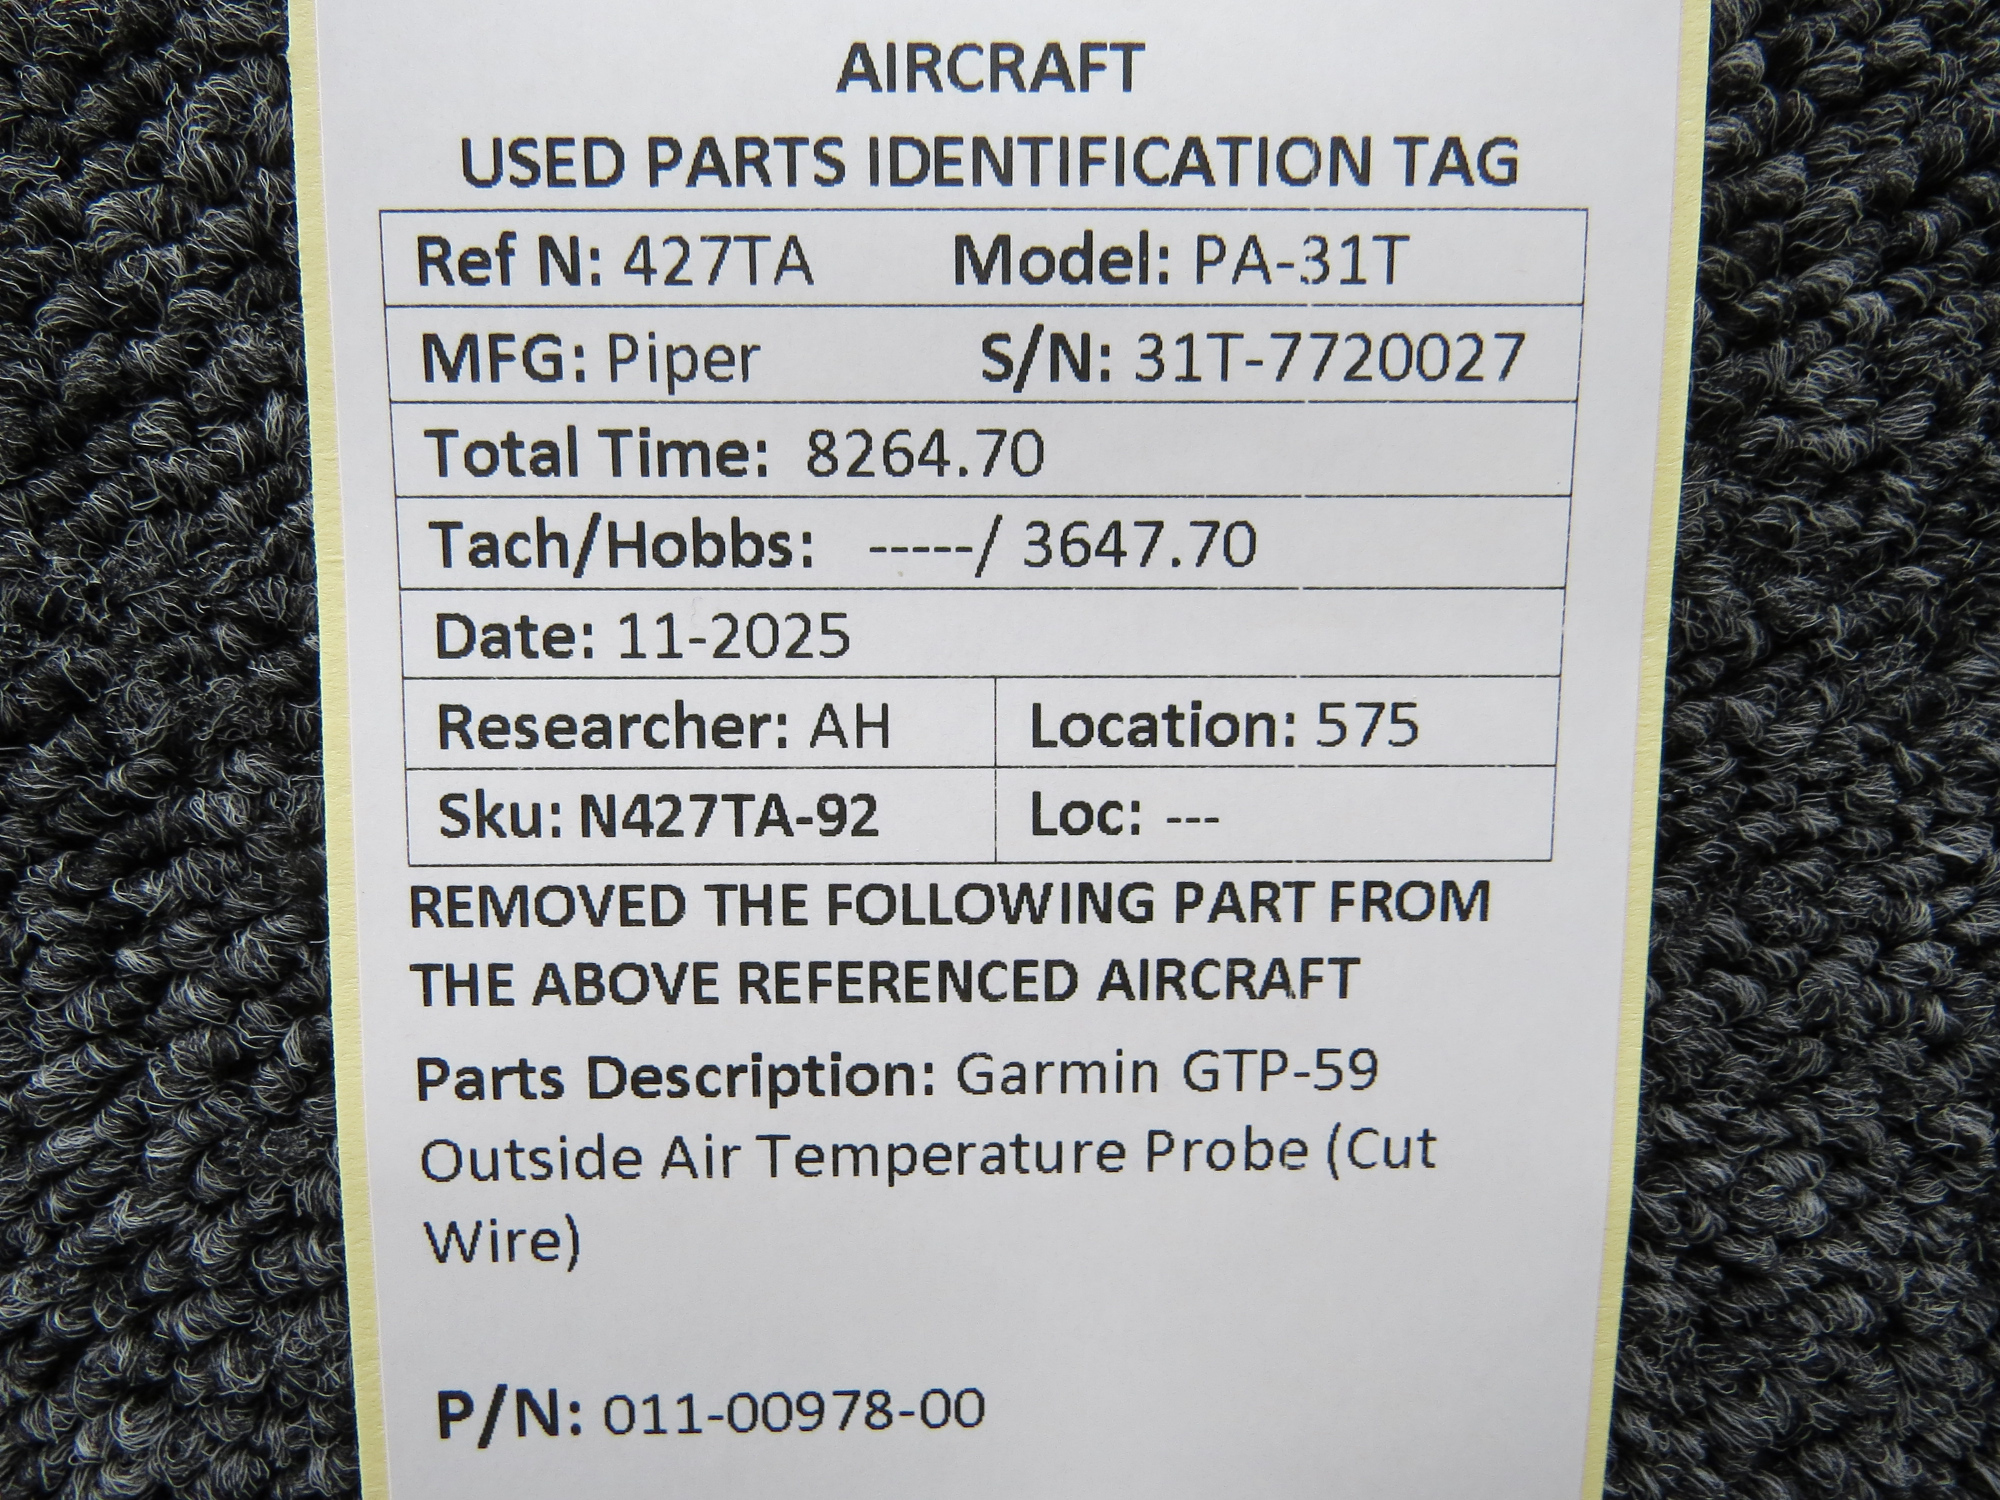 AIRCRAFT
USED PARTS IDENTIFICATION TAG
Ref N: 427TA Model: PA-31T
MFG: Piper S/N: 31T-7720027
Total Time: 8264.70
Tach/Hobbs: -----/ 3647.70
Date: 11-2025
Researcher: AH Location: 575
Sku: N427TA-92 Loc: ---
REMOVED THE FOLLOWING PART FROM
THE ABOVE REFERENCED AIRCRAFT
Parts Description: Garmin GTP-59
Outside Air Temperature Probe (Cut
Wire)
P/N: 011-00978-00